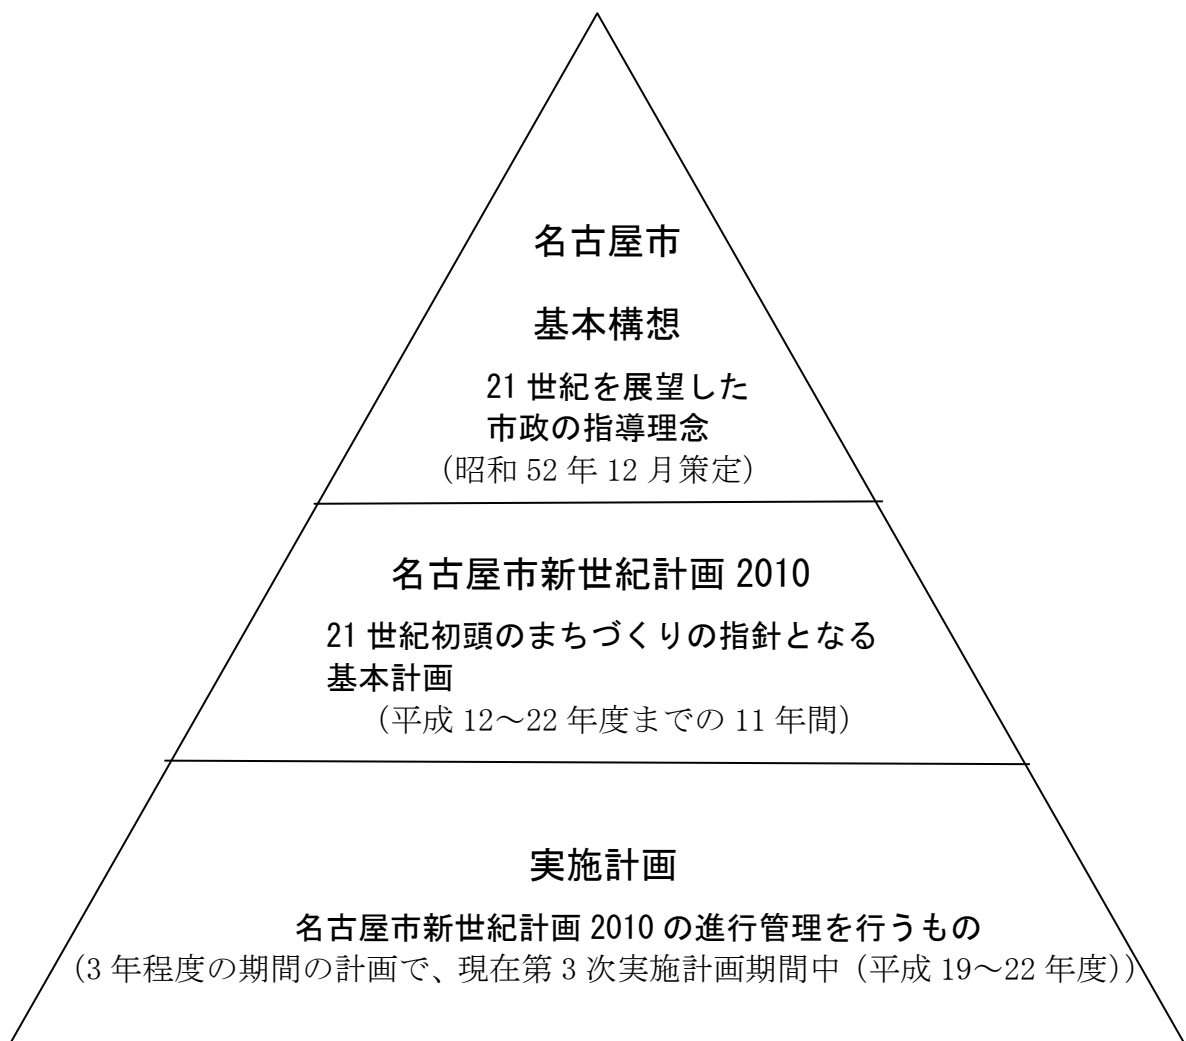 名古屋市
基本構想
21 世紀を展望した
市政の指導理念
（昭和 52 年 12 月策定）
名古屋市新世紀計画 2010
21 世紀初頭のまちづくりの指針となる
基本計画
（平成 12～22 年度までの 11 年間）
実施計画
名古屋市新世紀計画 2010 の進行管理を行うもの
（3 年程度の期間の計画で、現在第 3 次実施計画期間中（平成 19～22 年度））